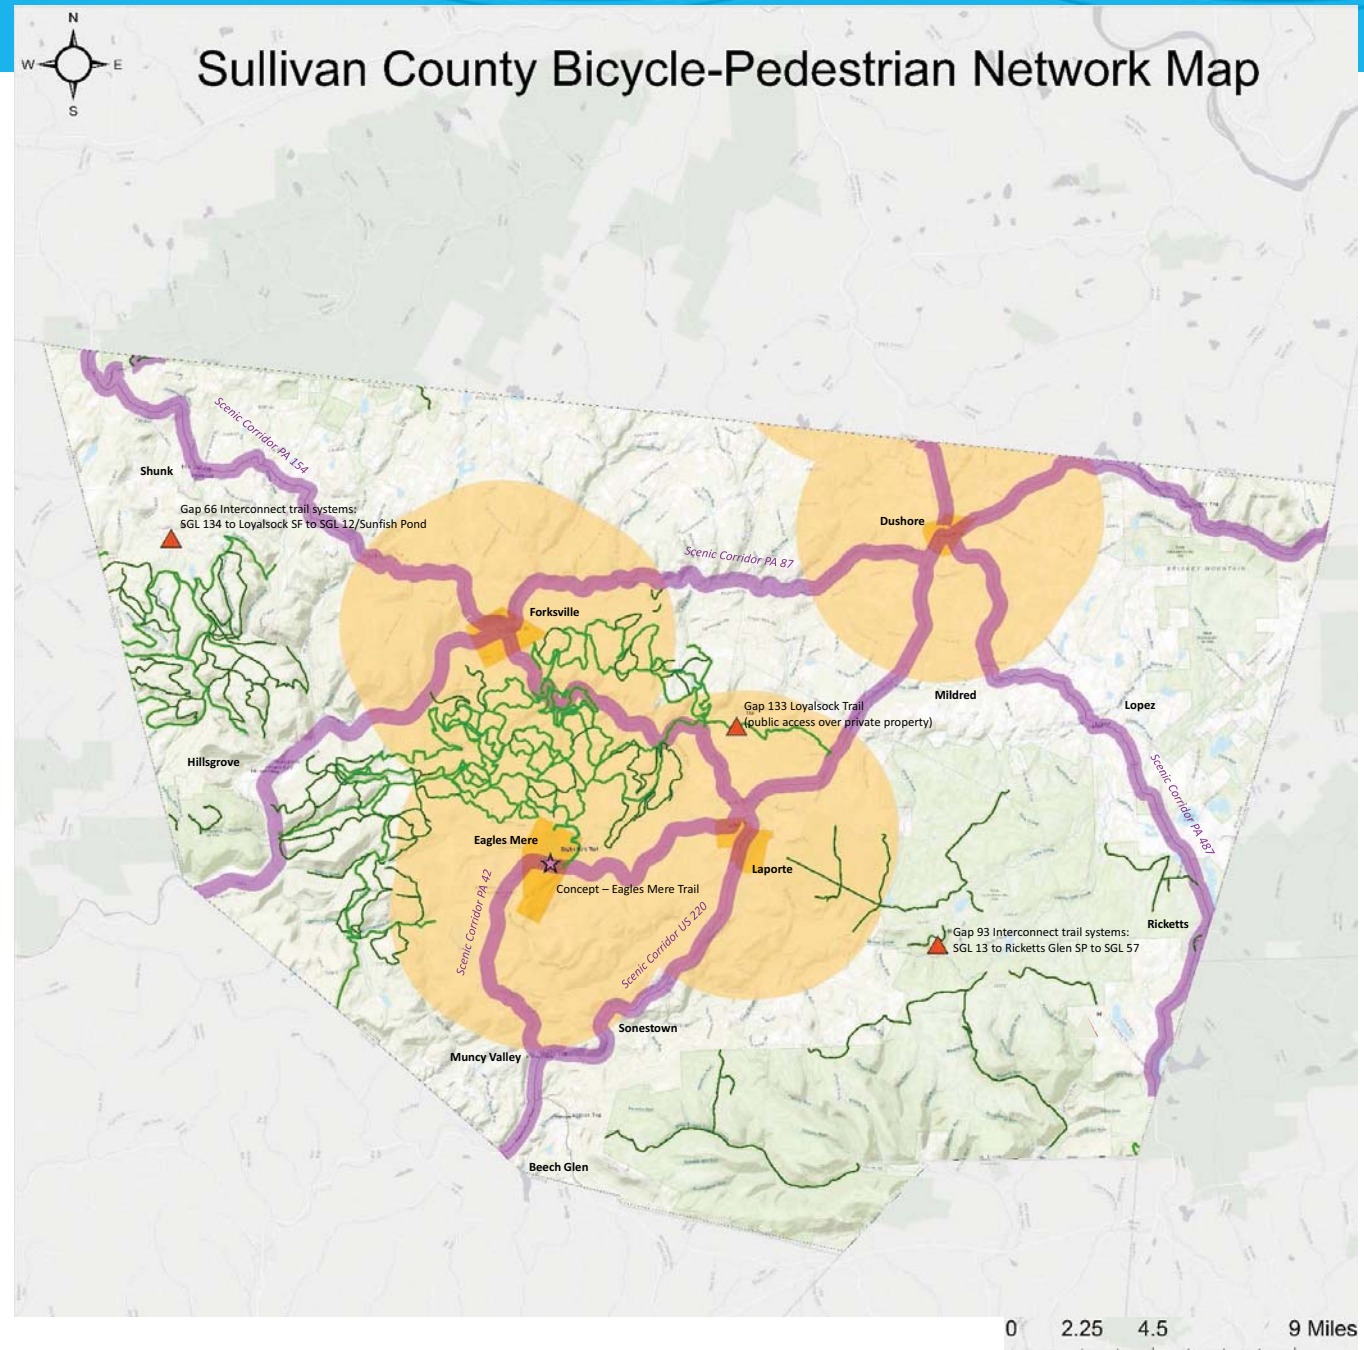 N
W E
S
Sullivan County Bicycle-Pedestrian Network Map
Scenic Corridor PA 154
Shunk
Gap 66 Interconnect trail systems:
SGL 134 to Loyalsock SF to SGL 12/Sunfish Pond
Dushore
Scenic Corridor PA 87
Forksville
Mildred
Lopez
Gap 133 Loyalsock Trail
(public access over private property)
Hillsgrove
Scenic Corridor PA 487
Eagles Mere
Laporte
Concept – Eagles Mere Trail
Scenic Corridor PA 42
Scenic Corridor US 220
Ricketts
Gap 93 Interconnect trail systems:
SGL 13 to Ricketts Glen SP to SGL 57
Sonestown
Muncy Valley
Beech Glen
0 2.25 4.5 9 Miles